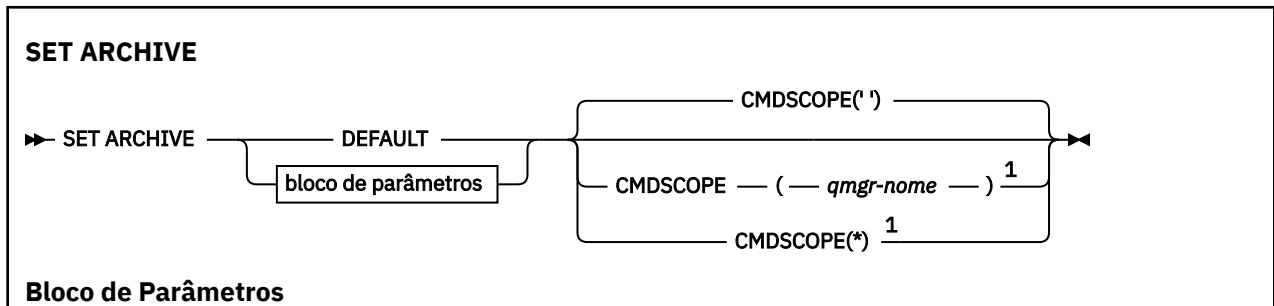 SET ARCHIVE
CMDSCOPE(' ')
SET ARCHIVE DEFAULT
bloco de parâmetros
CMDSCOPE ( qmgr-nome ) 1
CMDSCOPE(*) 1
Bloco de Parâmetros